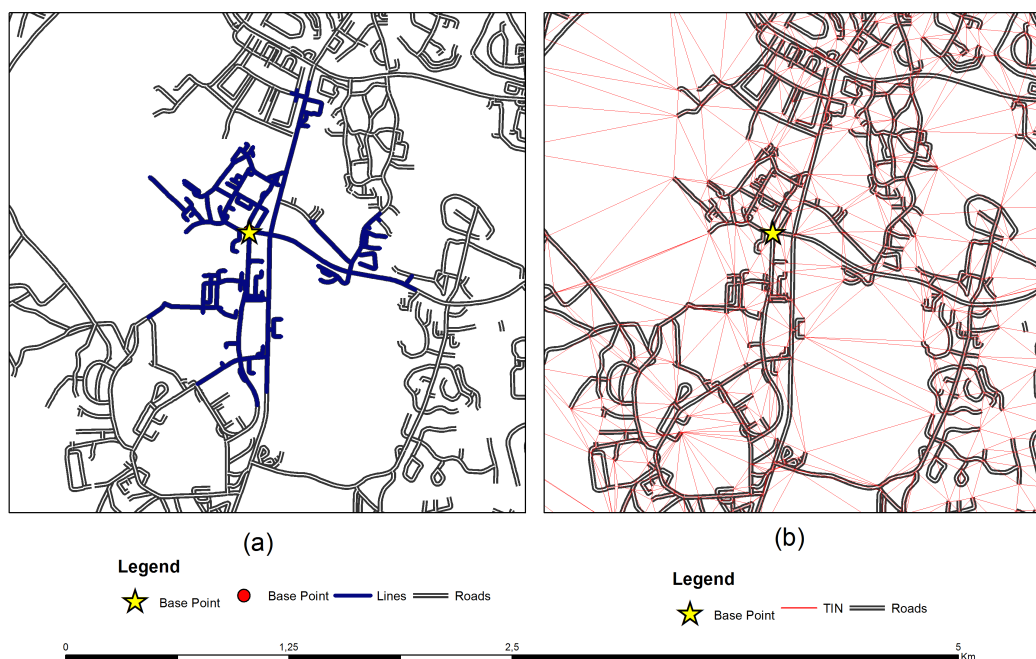 (a)
(b)
Legend
Base Point
Base Point
Lines
Roads
Legend
Base Point
TIN
Roads
0
1,25
2,5
5
Km